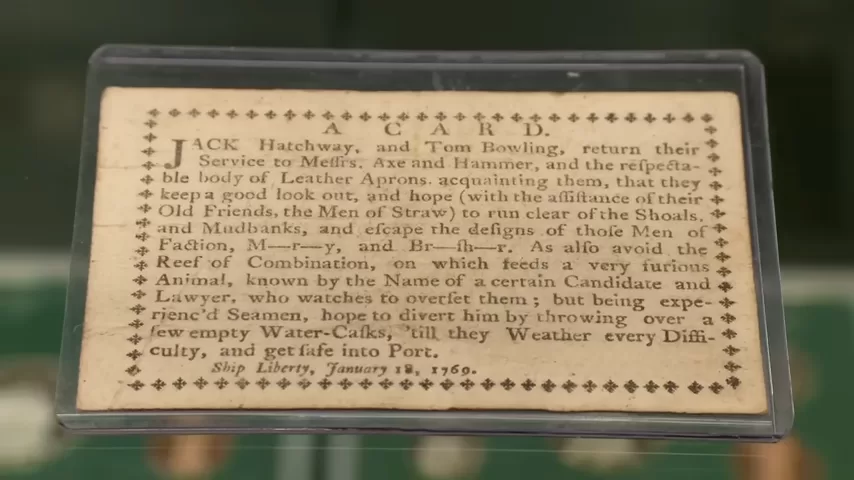 A CARD.
JACK Hatchway, and Tom Bowling, return their
Service to Meſſrs. Axe and Hammer, and the reſpecta-
ble body of Leather Aprons. acquainting them, that they
keep a good look out, and hope (with the aſſiſtance of their
Old Friends, the Men of Straw) to run clear of the Shoals,
and Mudbanks, and eſcape the deſigns of thoſe Men of
Faction, M—r—y, and Br—ſh—r. As alſo avoid the
Reef of Combination, on which feeds a very furious
Animal, known by the Name of a certain Candidate and
Lawyer, who watches to overſet them; but being expe-
rienc'd Seamen, hope to divert him by throwing over a
few empty Water-Caſks, 'till they Weather every Diffi-
culty, and get ſafe into Port.
Ship Liberty, January 18, 1769.